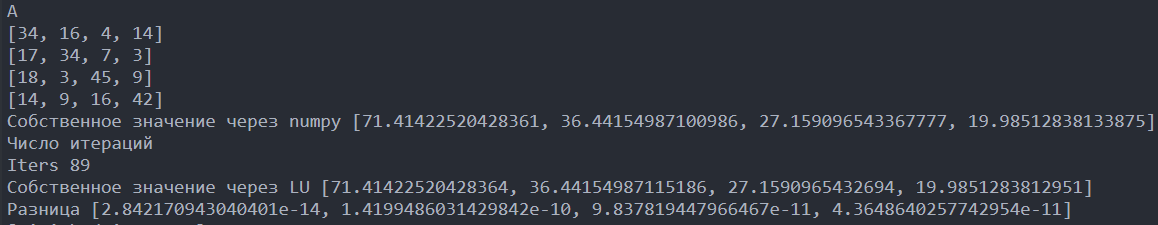 A
[34, 16, 4, 14]
[17, 34, 7, 3]
[18, 3, 45, 9]
[14, 9, 16, 42]
Собственное значение через numpy [71.41422520428361, 36.44154987100986, 27.159096543367777, 19.98512838133875]
Число итераций
Iters 89
Собственное значение через LU [71.41422520428364, 36.44154987115186, 27.1590965432694, 19.9851283812951]
Разница [2.842170943040401e-14, 1.4199486031429842e-10, 9.837819447966467e-11, 4.3648640257742954e-11]